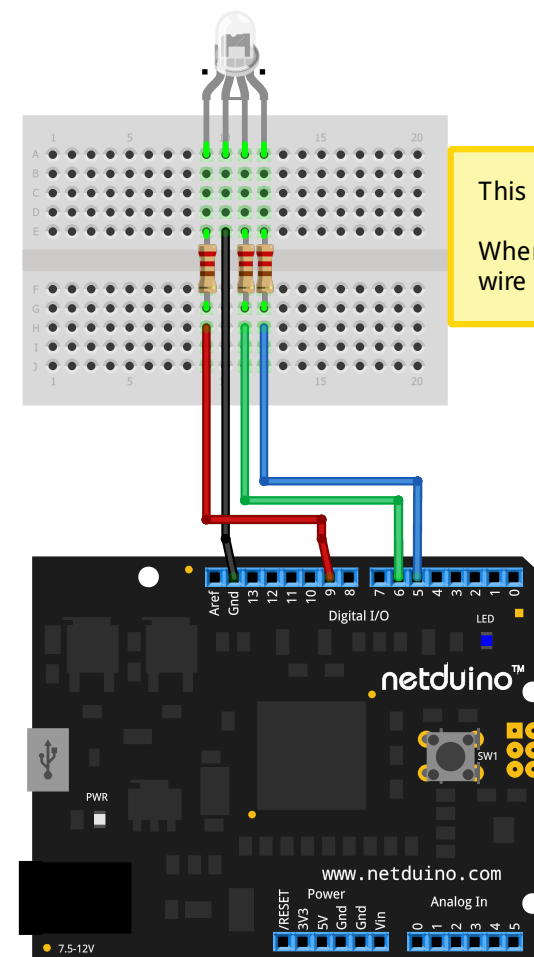 1 5 10 15 20
A
B
C
D
E
F
G
H
I
J
1 5 15 20
This
When
wire
Aref Gnd 13 12 11 10 9 8 7 6 5 4 3 2 1 0
Digital I/O
LED
netduino™
SW1
PWR
www.netduino.com
Power
Analog In
/RESET 3V3 5V Gnd Gnd Vin 0 1 2 3 4 5
7.5-12V